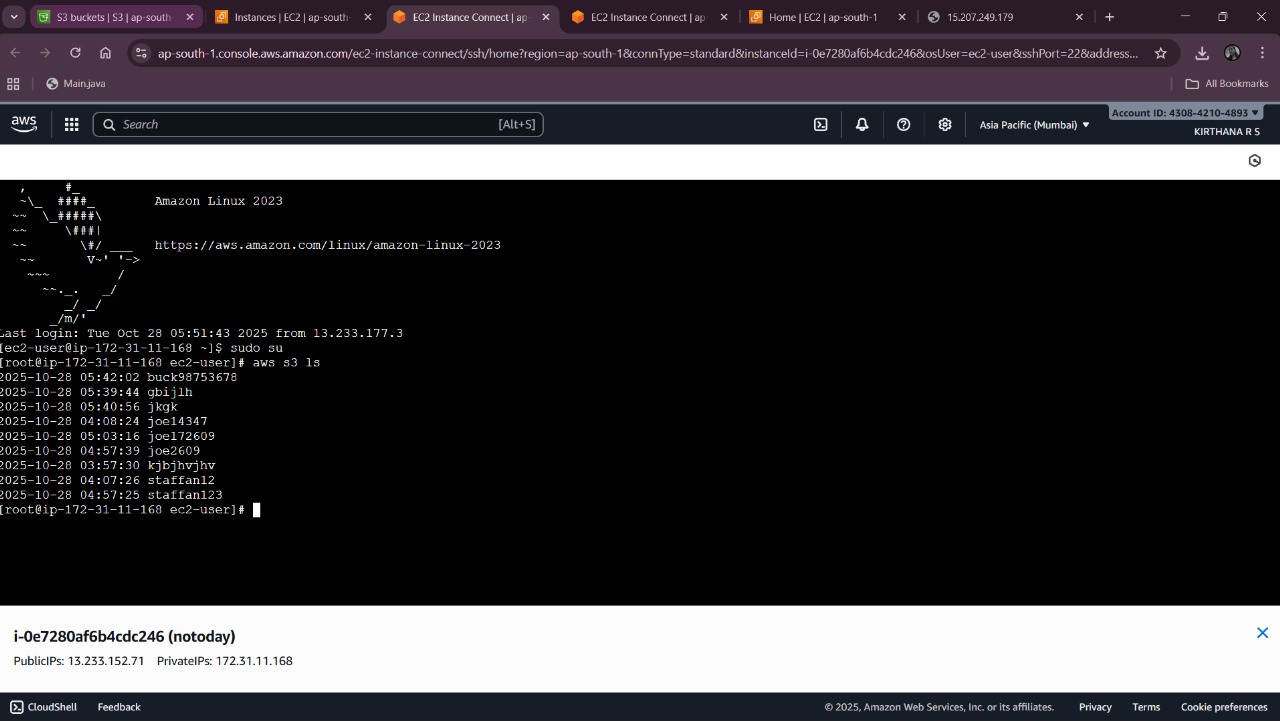 S3 buckets | S3 | ap-south-
Instances | EC2 | ap-south-
EC2 Instance Connect | ap
EC2 Instance Connect | ap
Home | EC2 | ap-south-1
15.207.249.179
ap-south-1.console.aws.amazon.com/ec2-instance-connect/ssh/home?region=ap-south-1&connType=standard&instanceId=i-0e7280af6b4cdc246&osUser=ec2-user&sshPort=22&address...
Main.java
All Bookmarks
aws
Search
[Alt+S]
Asia Pacific (Mumbai)
Account ID: 4308-4210-4893
KIRTHANA R S
,     #_
~\_  ####_        Amazon Linux 2023
~~  \_#####\
~~     \###|
~~       \#/ ___   https://aws.amazon.com/linux/amazon-linux-2023
~~       V~' '->
~~~         /
~~._.   _/
_/ _/
_/m/'
Last login: Tue Oct 28 05:51:43 2025 from 13.233.177.3
[ec2-user@ip-172-31-11-168 ~]$ sudo su
[root@ip-172-31-11-168 ec2-user]# aws s3 ls
2025-10-28 05:42:02 buck98753678
2025-10-28 05:39:44 gbijlh
2025-10-28 05:40:56 jkgk
2025-10-28 04:08:24 joe14347
2025-10-28 05:03:16 joe172609
2025-10-28 04:57:39 joe2609
2025-10-28 03:57:30 kjbjhvjhv
2025-10-28 04:07:26 staffan12
2025-10-28 04:57:25 staffan123
[root@ip-172-31-11-168 ec2-user]#
i-0e7280af6b4cdc246 (notoday)
PublicIPs: 13.233.152.71 PrivateIPs: 172.31.11.168
CloudShell
Feedback
© 2025, Amazon Web Services, Inc. or its affiliates.
Privacy
Terms
Cookie preferences